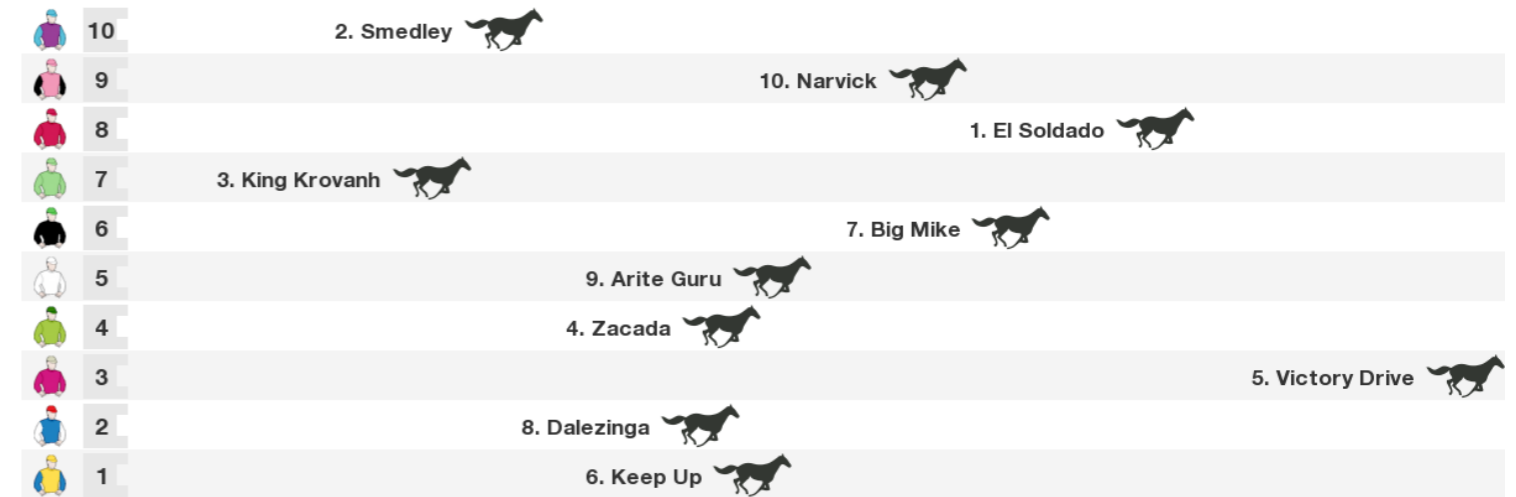 10 2. Smedley
9 10. Narvick
8 1. El Soldado
7 3. King Krovanh
6 7. Big Mike
5 9. Arite Guru
4 4. Zacada
3 5. Victory Drive
2 8. Dalezinga
1 6. Keep Up